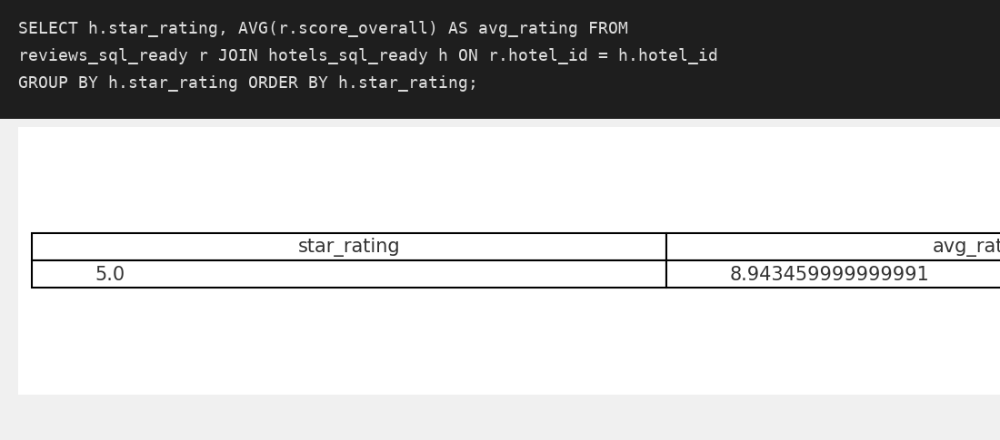 SELECT h.star_rating, AVG(r.score_overall) AS avg_rating FROM
reviews_sql_ready r JOIN hotels_sql_ready h ON r.hotel_id = h.hotel_id
GROUP BY h.star_rating ORDER BY h.star_rating;
star_rating avg_rat
5.0 8.943459999999991